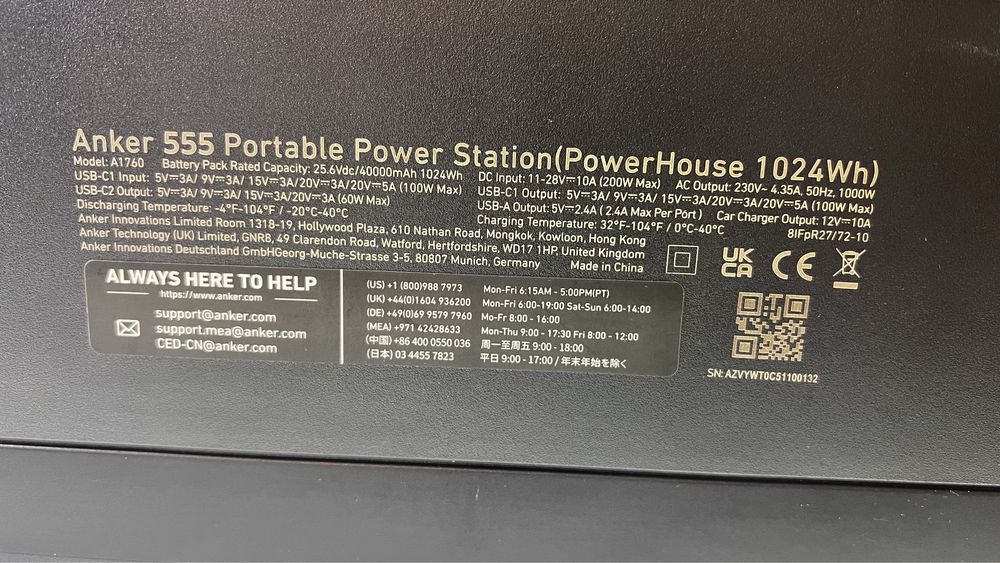 Anker 555 Portable Power Station(PowerHouse 1024Wh)
Model: A1760 Battery Pack Rated Capacity: 25.6Vdc/40000mAh 1024Wh
USB-C1 Input: 5V⎓3A/ 9V⎓3A/ 15V⎓3A/20V⎓3A/20V⎓5A (100W Max)
USB-C2 Output: 5V⎓3A/ 9V⎓3A/ 15V⎓3A/20V⎓3A (60W Max)
Discharging Temperature: -4°F-104°F / -20°C-40°C
DC Input: 11-28V⎓10A (200W Max) AC Output: 230V~ 4.35A, 50Hz, 1000W
USB-C1 Output: 5V⎓3A/ 9V⎓3A/ 15V⎓3A/20V⎓3A/20V⎓5A (100W Max)
USB-A Output: 5V⎓2.4A ( 2.4A Max Per Port ) Car Charger Output: 12V⎓10A
Charging Temperature: 32°F-104°F / 0°C-40°C 8IFpR27/72-10
Anker Innovations Limited Room 1318-19, Hollywood Plaza, 610 Nathan Road, Mongkok, Kowloon, Hong Kong
Anker Technology (UK) Limited, GNR8, 49 Clarendon Road, Watford, Hertfordshire, WD17 1HP, United Kingdom
Anker Innovations Deutschland GmbHGeorg-Muche-Strasse 3-5, 80807 Munich, Germany Made in China
UK
CA
CE
ALWAYS HERE TO HELP
https://www.anker.com
support@anker.com
support.mea@anker.com
CED-CN@anker.com
(US) +1 (800)988 7973 Mon-Fri 6:15AM - 5:00PM(PT)
(UK) +44(0)1604 936200 Mon-Fri 6:00-19:00 Sat-Sun 6:00-14:00
(DE) +49(0)69 9579 7960 Mo-Fr 8:00 - 16:00
(MEA) +971 42428633 Mon-Thu 9:00 - 17:30 Fri 8:00 - 12:00
(中国) +86 400 0550 036 周一至周五 9:00 - 18:00
(日本) 03 4455 7823 平日 9:00 - 17:00 / 年末年始を除く
SN: AZVYWT0C51100132